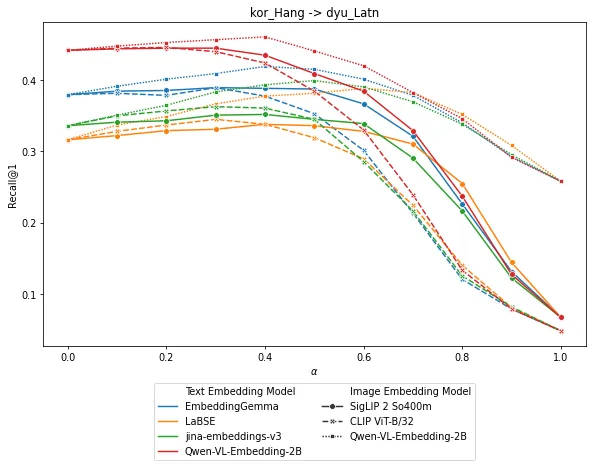 kor_Hang -> dyu_Latn
Recall@1
0.4
0.3
0.2
0.1
0.0 0.2 0.4 0.6 0.8 1.0
α
Text Embedding Model
EmbeddingGemma
LaBSE
jina-embeddings-v3
Qwen-VL-Embedding-2B
Image Embedding Model
SigLIP 2 So400m
CLIP ViT-B/32
Qwen-VL-Embedding-2B